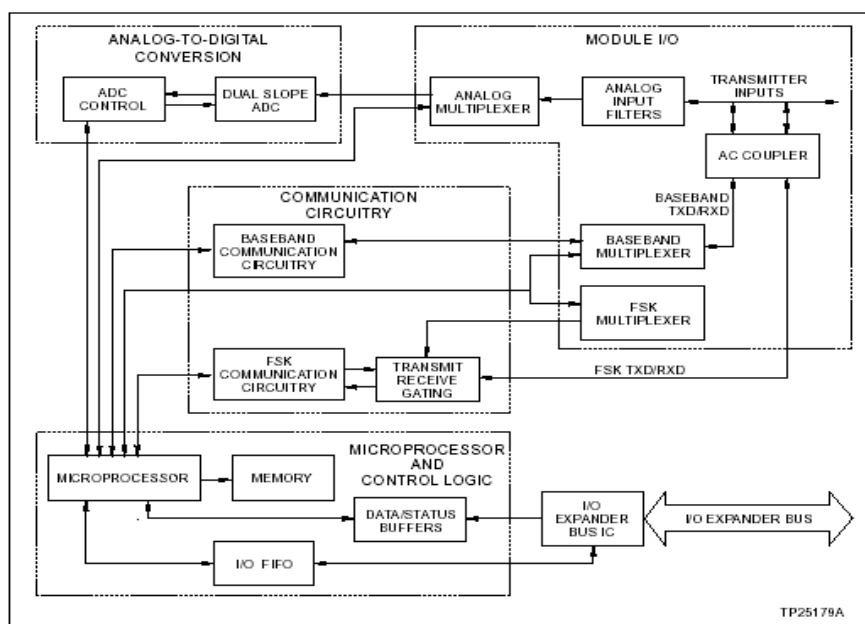 ANALOG-TO-DIGITAL
CONVERSION
MODULE I/O
ADC
CONTROL
DUAL SLOPE
ADC
ANALOG
MULTIPLEXER
ANALOG
INPUT
FILTERS
TRANSMITTER
INPUTS
AC COUPLER
BASEBAND
TXD/RXD
COMMUNICATION
CIRCUITRY
BASEBAND
COMMUNICATION
CIRCUITRY
BASEBAND
MULTIPLEXER
FSK
MULTIPLEXER
FSK
COMMUNICATION
CIRCUITRY
TRANSMIT
RECEIVE
GATING
FSK TXD/RXD
MICROPROCESSOR
AND
CONTROL LOGIC
MICROPROCESSOR
MEMORY
DATA/STATUS
BUFFERS
I/O
EXPANDER
BUS IC
I/O EXPANDER BUS
I/O FIFO
TP25179A